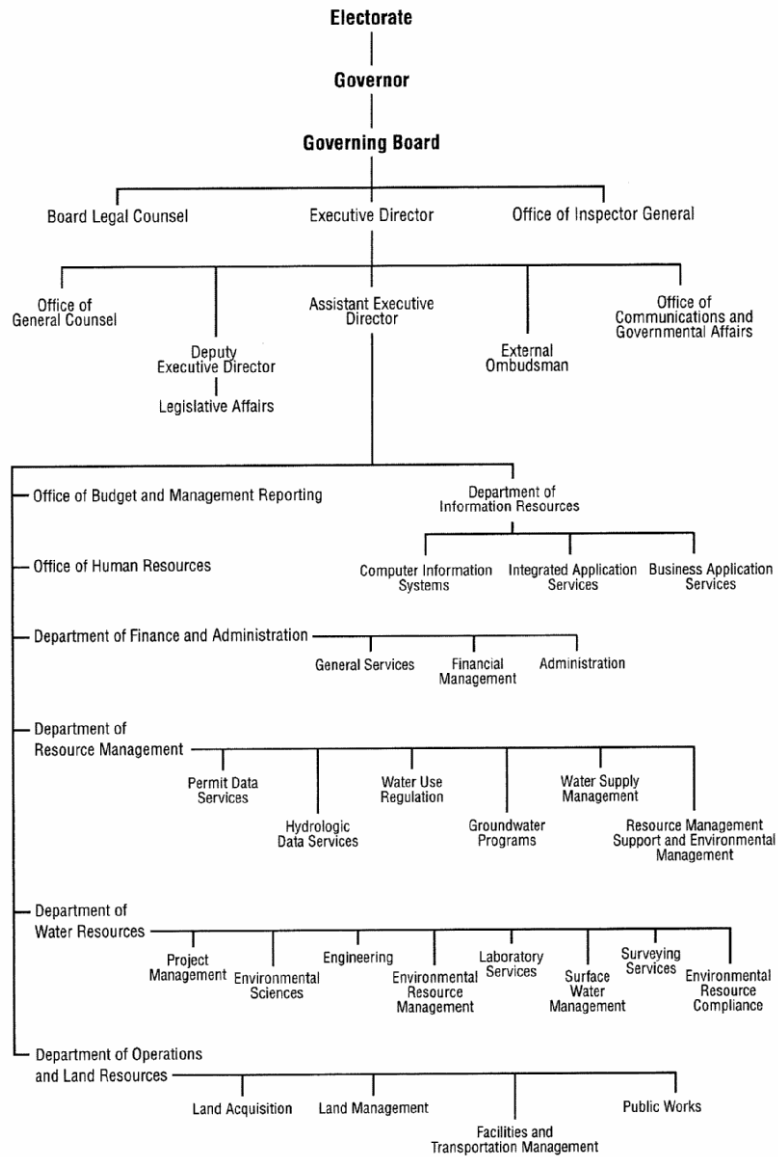 Electorate
Governor
Governing Board
Board Legal Counsel
Executive Director
Office of Inspector General
Office of
General Counsel
Deputy
Executive Director
Legislative Affairs
Assistant Executive
Director
External
Ombudsman
Office of
Communications and
Governmental Affairs
Office of Budget and Management Reporting
Department of
Information Resources
Computer Information
Systems
Integrated Application
Services
Business Application
Services
Office of Human Resources
Department of Finance and Administration
General Services
Financial
Management
Administration
Department of
Resource Management
Permit Data
Services
Hydrologic
Data Services
Water Use
Regulation
Groundwater
Programs
Water Supply
Management
Resource Management
Support and Environmental
Management
Department of
Water Resources
Project
Management
Environmental
Sciences
Engineering
Environmental
Resource
Management
Laboratory
Services
Surface
Water
Management
Surveying
Services
Environmental
Resource
Compliance
Department of Operations
and Land Resources
Land Acquisition
Land Management
Facilities and
Transportation Management
Public Works